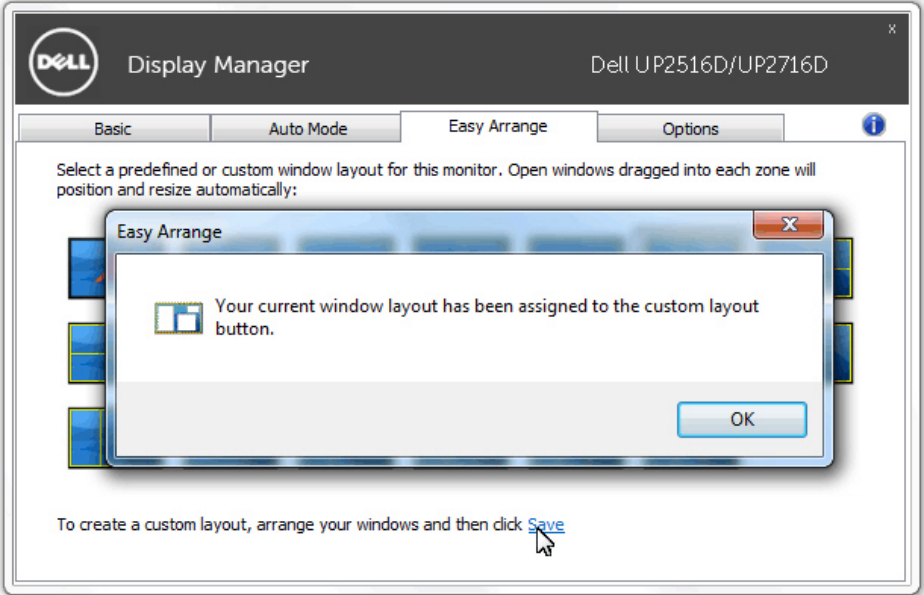 DELL
Display Manager
Dell UP2516D/UP2716D
x
Basic
Auto Mode
Easy Arrange
Options
i
Select a predefined or custom window layout for this monitor. Open windows dragged into each zone will
position and resize automatically:
Easy Arrange
x
Your current window layout has been assigned to the custom layout
button.
OK
To create a custom layout, arrange your windows and then click Save